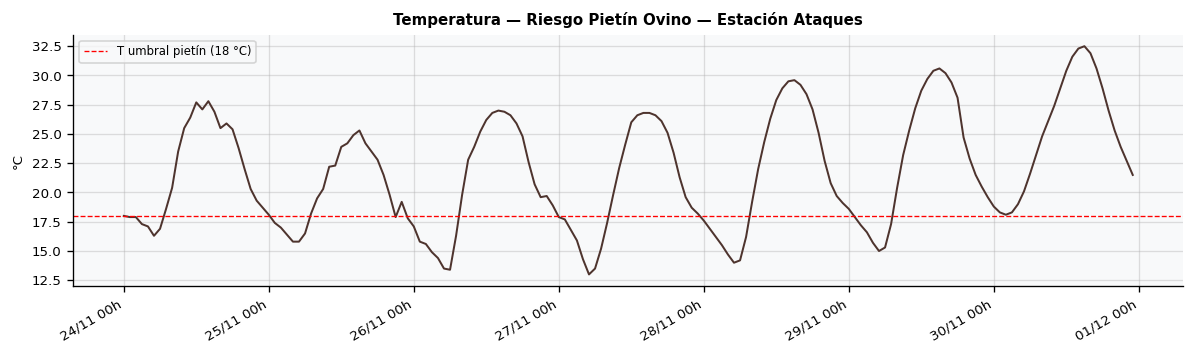 Temperatura — Riesgo Pietín Ovino — Estación Ataques
T umbral pietín (18 °C)
°C
32.5
30.0
27.5
25.0
22.5
20.0
17.5
15.0
12.5
24/11 00h
25/11 00h
26/11 00h
27/11 00h
28/11 00h
29/11 00h
30/11 00h
01/12 00h